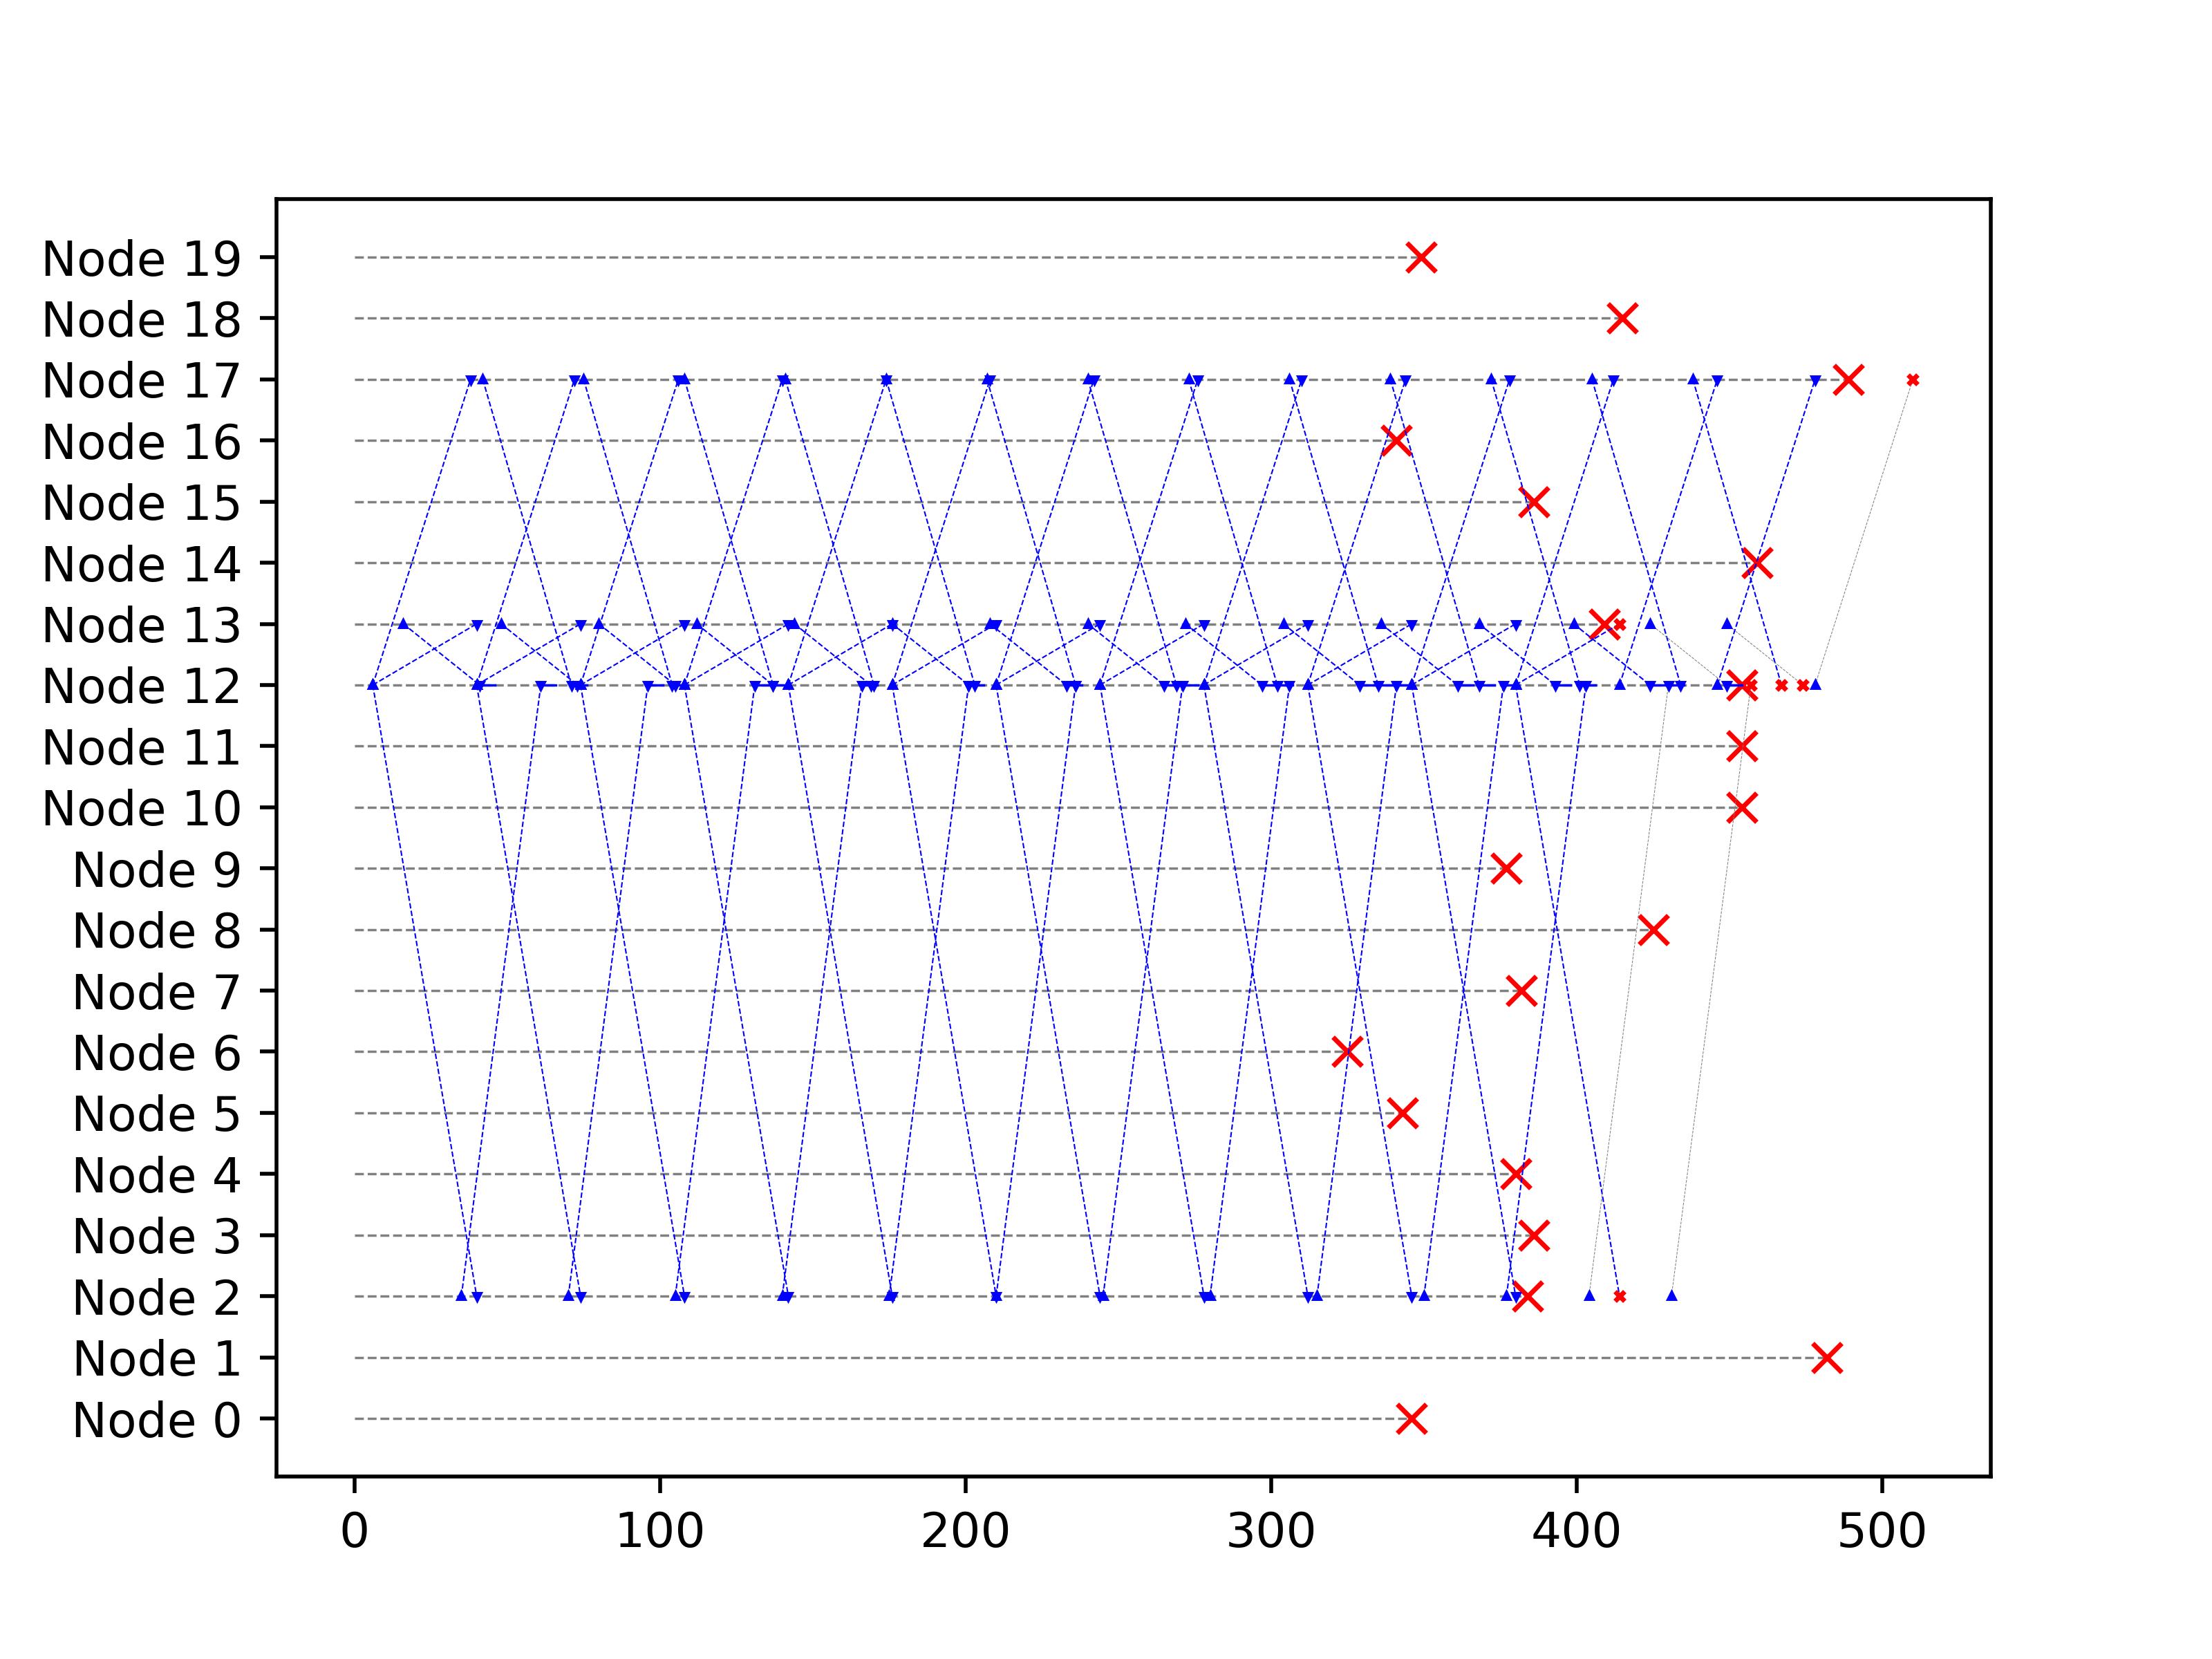 Node 19
Node 18
Node 17
Node 16
Node 15
Node 14
Node 13
Node 12
Node 11
Node 10
Node 9
Node 8
Node 7
Node 6
Node 5
Node 4
Node 3
Node 2
Node 1
Node 0
0 100 200 300 400 500